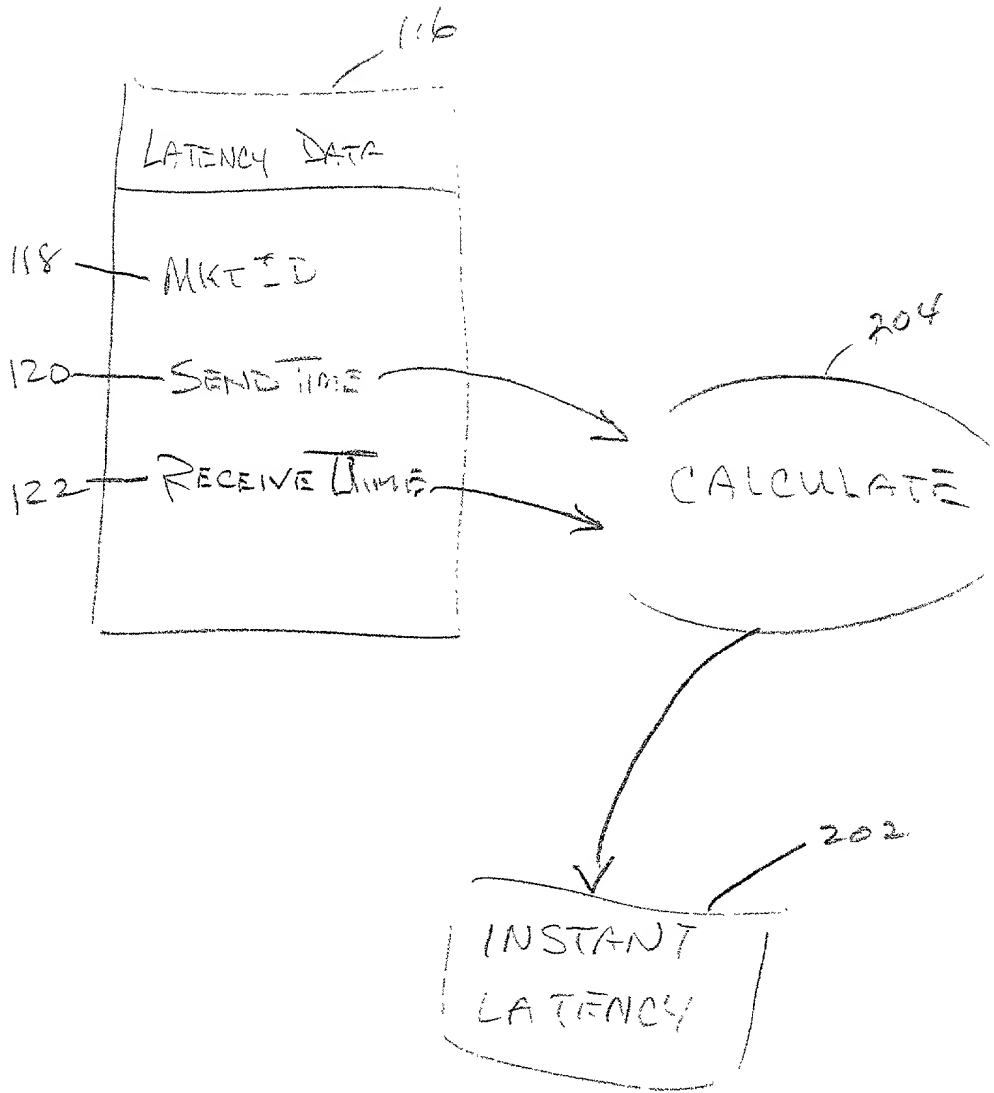 116
LATENCY DATA
118
MKT ID
120
SEND TIME
122
RECEIVE TIME
204
CALCULATE
202
INSTANT
LATENCY